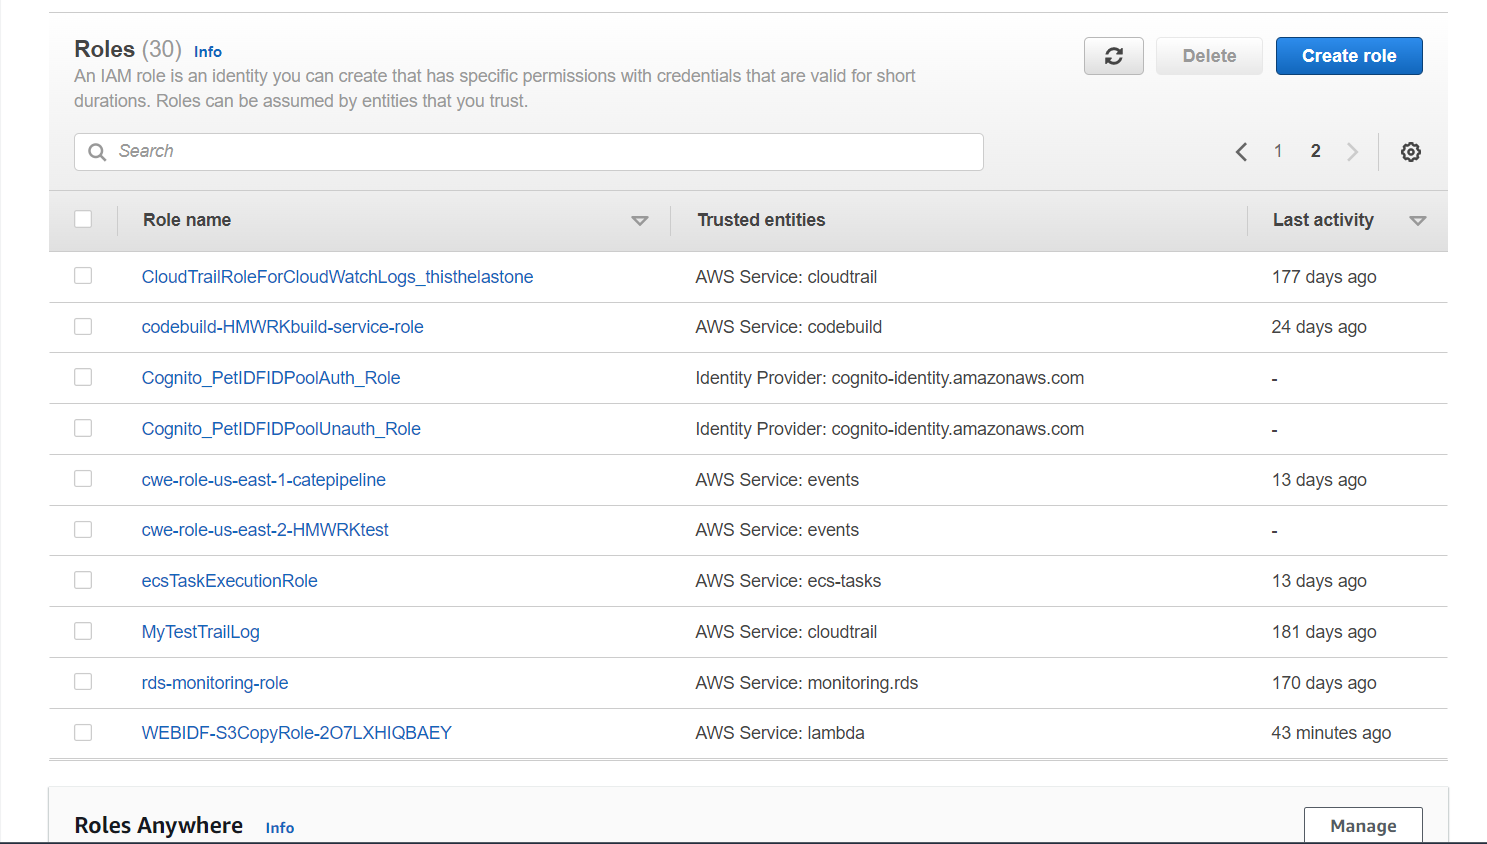 Roles (30) Info
An IAM role is an identity you can create that has specific permissions with credentials that are valid for short
durations. Roles can be assumed by entities that you trust.
Delete
Create role
Search
1 2
Role name Trusted entities Last activity
CloudTrailRoleForCloudWatchLogs_thisthelastone AWS Service: cloudtrail 177 days ago
codebuild-HMWRKbuild-service-role AWS Service: codebuild 24 days ago
Cognito_PetIDFIDPoolAuth_Role Identity Provider: cognito-identity.amazonaws.com -
Cognito_PetIDFIDPoolUnauth_Role Identity Provider: cognito-identity.amazonaws.com -
cwe-role-us-east-1-catepipeline AWS Service: events 13 days ago
cwe-role-us-east-2-HMWRKtest AWS Service: events -
ecsTaskExecutionRole AWS Service: ecs-tasks 13 days ago
MyTestTrailLog AWS Service: cloudtrail 181 days ago
rds-monitoring-role AWS Service: monitoring.rds 170 days ago
WEBIDF-S3CopyRole-2O7LXHIQBAEY AWS Service: lambda 43 minutes ago
Roles Anywhere Info
Manage